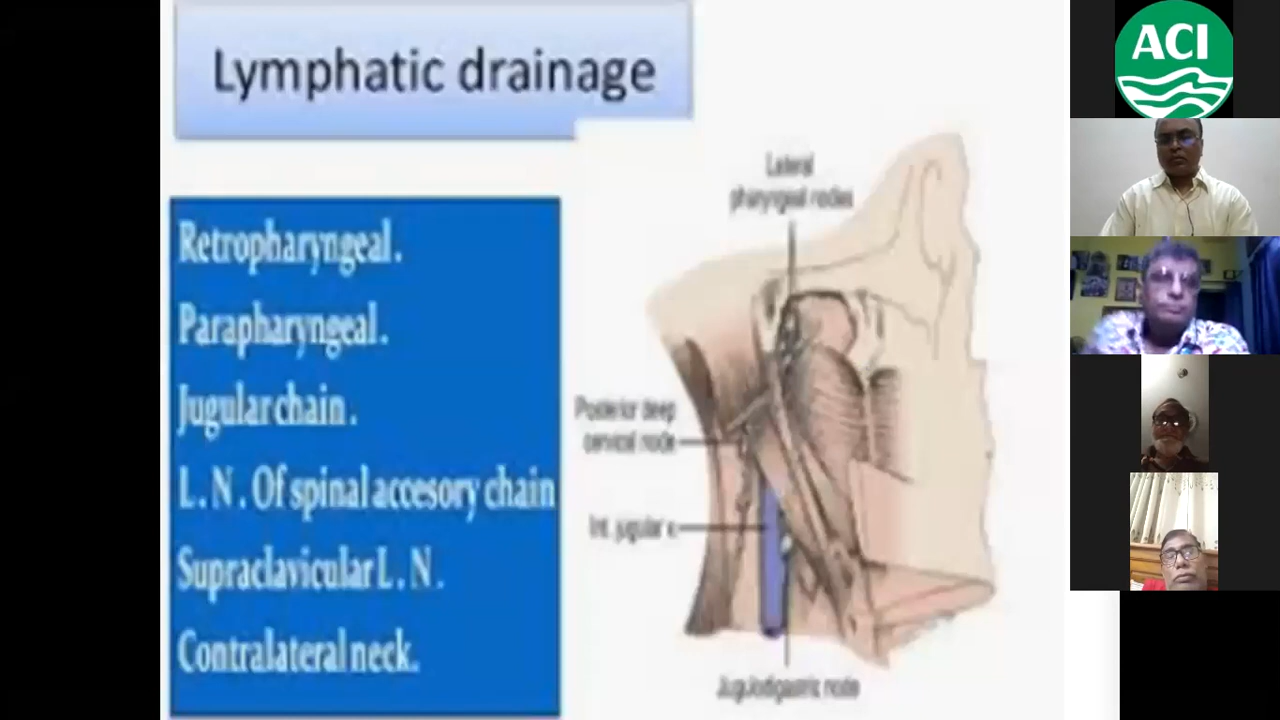 Lymphatic drainage
Retropharyngeal.
Parapharyngeal.
Jugular chain.
L. N. Of spinal accesory chain
Supraclavicular L. N.
Contralateral neck.
Lateral
pharyngeal nodes
Posterior deep
cervical node
Int. jugular v.
Jugulodigastric node
ACI